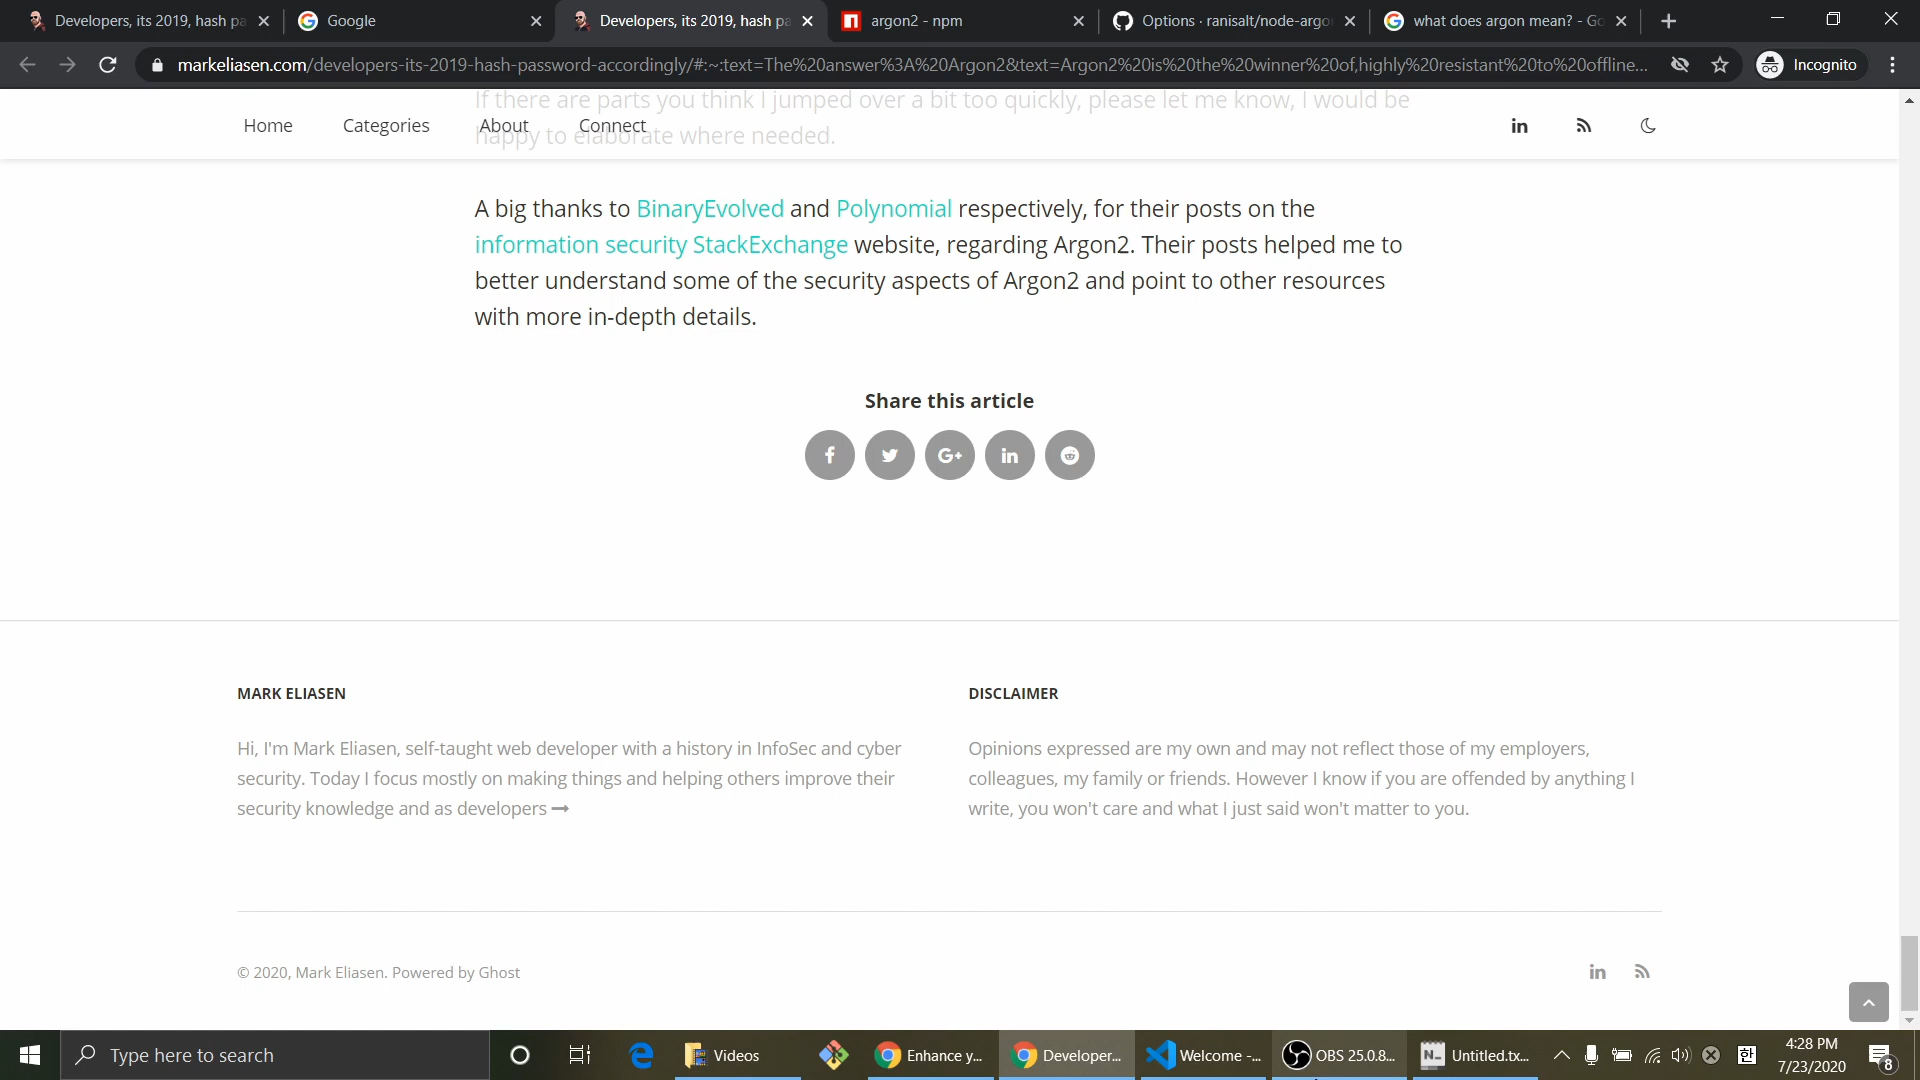 Developers, its 2019, hash pa
Google
Developers, its 2019, hash pa
argon2 - npm
Options · ranisalt/node-argo
what does argon mean? - Go
markeliasen.com/developers-its-2019-hash-password-accordingly/#:~:text=The%20answer%3A%20Argon2&text=Argon2%20is%20the%20winner%20of,highly%20resistant%20to%20offline...
Incognito
If there are parts you think I jumped over a bit too quickly, please let me know, I would be
Home
Categories
About
Connect
happy to elaborate where needed.
A big thanks to BinaryEvolved and Polynomial respectively, for their posts on the
information security StackExchange website, regarding Argon2. Their posts helped me to
better understand some of the security aspects of Argon2 and point to other resources
with more in-depth details.
Share this article
MARK ELIASEN
Hi, I'm Mark Eliasen, self-taught web developer with a history in InfoSec and cyber
security. Today I focus mostly on making things and helping others improve their
security knowledge and as developers ➞
DISCLAIMER
Opinions expressed are my own and may not reflect those of my employers,
colleagues, my family or friends. However I know if you are offended by anything I
write, you won't care and what I just said won't matter to you.
© 2020, Mark Eliasen. Powered by Ghost
Type here to search
Videos
Enhance y...
Developer...
Welcome -...
OBS 25.0.8...
Untitled.tx...
한
4:28 PM
7/23/2020
8